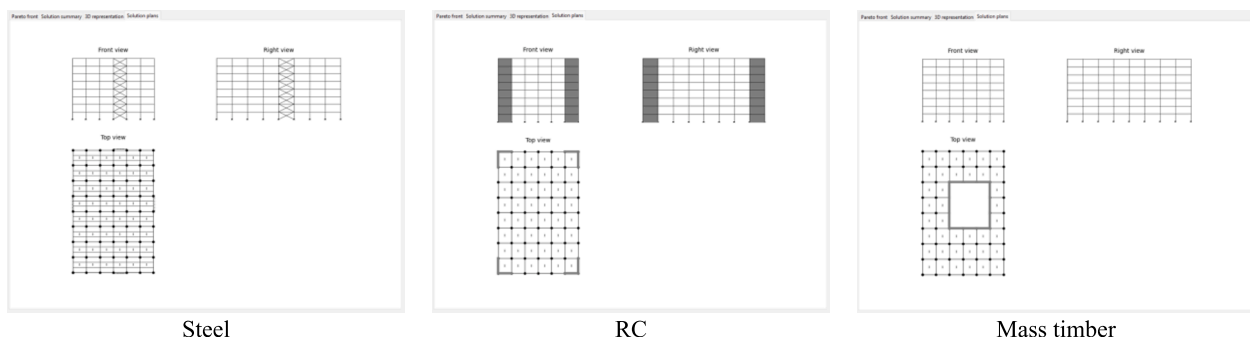 Pareto front Solution summary 3D representation Solution plans
Front view Right view
Top view
Steel
Pareto front Solution summary 3D representation Solution plans
Front view Right view
Top view
RC
Pareto front Solution summary 3D representation Solution plans
Front view Right view
Top view
Mass timber